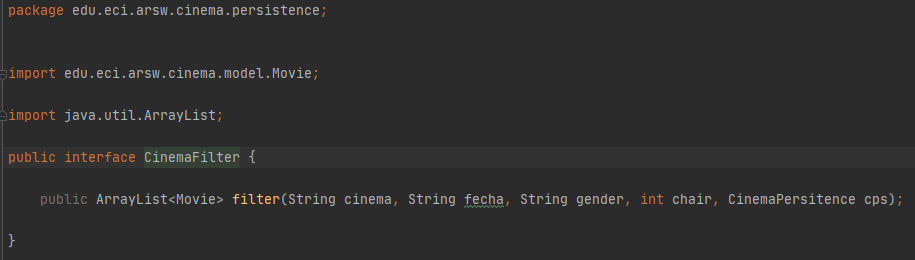 package edu.eci.arsw.cinema.persistence;
import edu.eci.arsw.cinema.model.Movie;
import java.util.ArrayList;
public interface CinemaFilter {
public ArrayList<Movie> filter(String cinema, String fecha, String gender, int chair, CinemaPersitence cps);
}